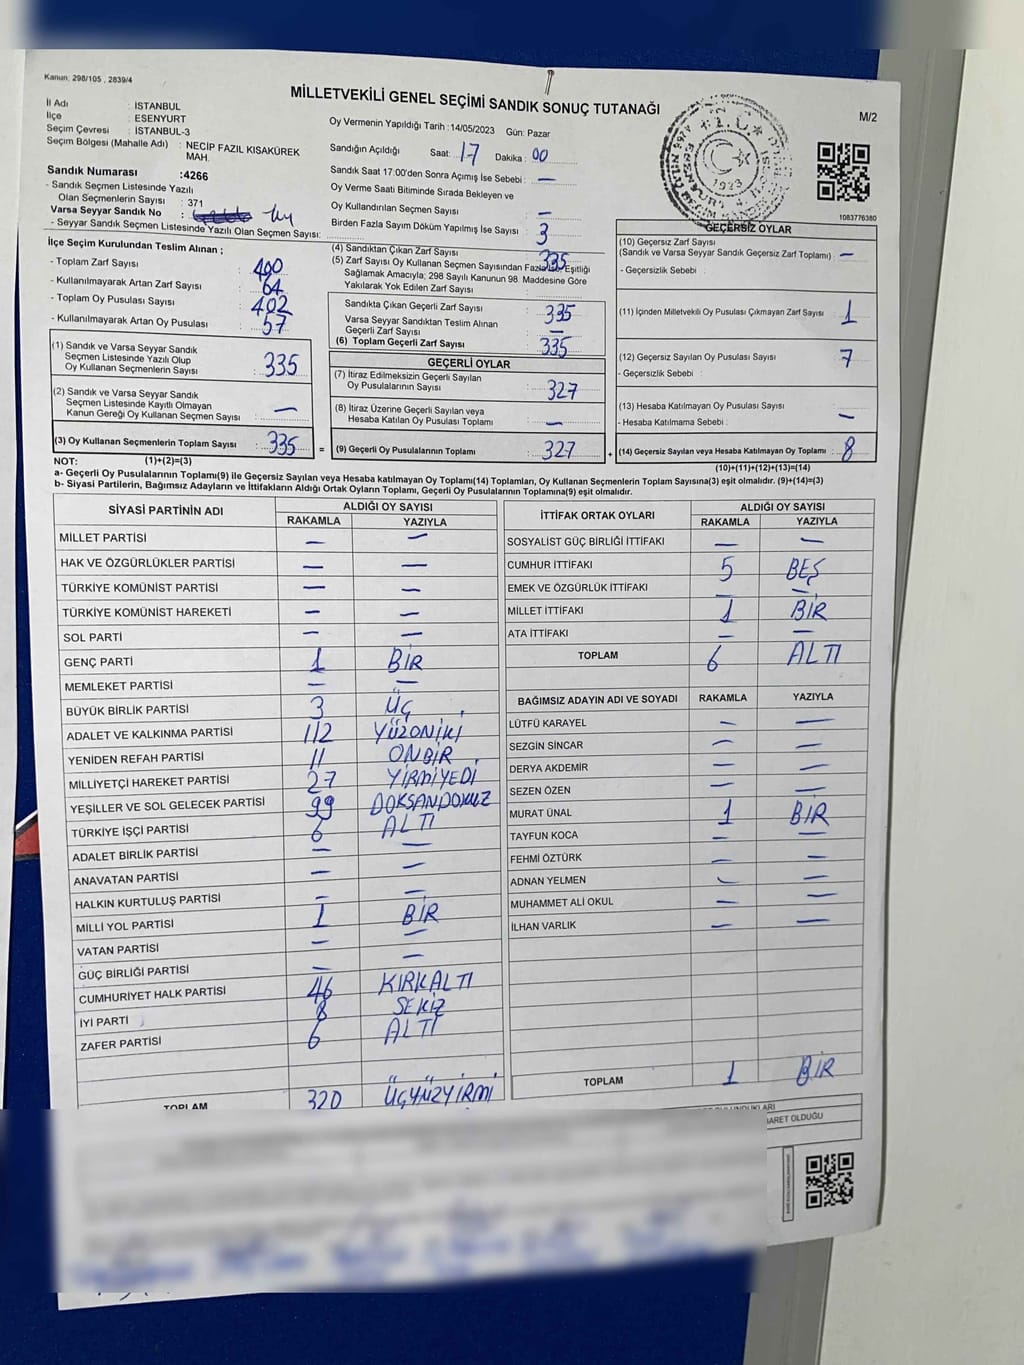 Kanun: 298/105 , 2839/4
MİLLETVEKİLİ GENEL SEÇİMİ SANDIK SONUÇ TUTANAĞI
M/2
İl Adı : İSTANBUL
İlçe : ESENYURT
Seçim Çevresi : İSTANBUL-3
Seçim Bölgesi (Mahalle Adı) : NECİP FAZIL KISAKÜREK MAH.
Sandık Numarası :4266
- Sandık Seçmen Listesinde Yazılı
Olan Seçmenlerin Sayısı : 371
Varsa Seyyar Sandık No :
- Seyyar Sandık Seçmen Listesinde Yazılı Olan Seçmen Sayısı:
Oy Vermenin Yapıldığı Tarih :14/05/2023 Gün: Pazar
Sandığın Açıldığı Saat: 17 Dakika : 00
Sandık Saat 17:00'den Sonra Açımış İse Sebebi : —
Oy Verme Saati Bitiminde Sırada Bekleyen ve
Oy Kullandırılan Seçmen Sayısı : —
Birden Fazla Sayım Döküm Yapılmış İse Sayısı : 3
1083776380
İlçe Seçim Kurulundan Teslim Alınan ;
- Toplam Zarf Sayısı : 400
- Kullanılmayarak Artan Zarf Sayısı : 64
- Toplam Oy Pusulası Sayısı : 402
- Kullanılmayarak Artan Oy Pusulası : 57
(1) Sandık ve Varsa Seyyar Sandık
Seçmen Listesinde Yazılı Olup
Oy Kullanan Seçmenlerin Sayısı : 335
(2) Sandık ve Varsa Seyyar Sandık
Seçmen Listesinde Kayıtlı Olmayan
Kanun Gereği Oy Kullanan Seçmen Sayısı : —
(3) Oy Kullanan Seçmenlerin Toplam Sayısı : 335 =
(4) Sandıktan Çıkan Zarf Sayısı : 335
(5) Zarf Sayısı Oy Kullanan Seçmen Sayısından Fazla İse, Eşitliği
Sağlamak Amacıyla; 298 Sayılı Kanunun 98. Maddesine Göre
Yakılarak Yok Edilen Zarf Sayısı :
Sandıkta Çıkan Geçerli Zarf Sayısı : 335
Varsa Seyyar Sandıktan Teslim Alınan
Geçerli Zarf Sayısı : —
(6) Toplam Geçerli Zarf Sayısı : 335
GEÇERLİ OYLAR
(7) İtiraz Edilmeksizin Geçerli Sayılan
Oy Pusulalarının Sayısı : 327
(8) İtiraz Üzerine Geçerli Sayılan veya
Hesaba Katılan Oy Pusulası Toplamı : —
(9) Geçerli Oy Pusulalarının Toplamı : 327 +
GEÇERSİZ OYLAR
(10) Geçersiz Zarf Sayısı
(Sandık ve Varsa Seyyar Sandık Geçersiz Zarf Toplamı) : —
- Geçersizlik Sebebi :
(11) İçinden Milletvekili Oy Pusulası Çıkmayan Zarf Sayısı : 1
(12) Geçersiz Sayılan Oy Pusulası Sayısı : 7
- Geçersizlik Sebebi :
(13) Hesaba Katılmayan Oy Pusulası Sayısı : —
- Hesaba Katılmama Sebebi :
(14) Geçersiz Sayılan veya Hesaba Katılmayan Oy Toplamı : 8
NOT: (1)+(2)=(3)
(10)+(11)+(12)+(13)=(14)
a- Geçerli Oy Pusulalarının Toplamı(9) ile Geçersiz Sayılan veya Hesaba Katılmayan Oy Toplamı(14) Toplamları, Oy Kullanan Seçmenlerin Toplam Sayısına(3) eşit olmalıdır. (9)+(14)=(3)
b- Siyasi Partilerin, Bağımsız Adayların ve İttifakların Aldığı Ortak Oyların Toplamı, Geçerli Oy Pusulalarının Toplamına(9) eşit olmalıdır.
SİYASİ PARTİNİN ADI ALDIĞI OY SAYISI
RAKAMLA YAZIYLA
MİLLET PARTİSİ — —
HAK VE ÖZGÜRLÜKLER PARTİSİ — —
TÜRKİYE KOMÜNİST PARTİSİ — —
TÜRKİYE KOMÜNİST HAREKETİ — —
SOL PARTİ — —
GENÇ PARTİ 1 BİR
MEMLEKET PARTİSİ — —
BÜYÜK BİRLİK PARTİSİ 3 ÜÇ
ADALET VE KALKINMA PARTİSİ 112 YÜZONİKİ
YENİDEN REFAH PARTİSİ 11 ONBİR
MİLLİYETÇİ HAREKET PARTİSİ 27 YİRMİYEDİ
YEŞİLLER VE SOL GELECEK PARTİSİ 99 DOKSANDOKUZ
TÜRKİYE İŞÇİ PARTİSİ 6 ALTI
ADALET BİRLİK PARTİSİ — —
ANAVATAN PARTİSİ — —
HALKIN KURTULUŞ PARTİSİ — —
MİLLİ YOL PARTİSİ 1 BİR
VATAN PARTİSİ — —
GÜÇ BİRLİĞİ PARTİSİ — —
CUMHURİYET HALK PARTİSİ 46 KIRKALTI
İYİ PARTİ 8 SEKİZ
ZAFER PARTİSİ 6 ALTI
TOPLAM 320 ÜÇYÜZYİRMİ
İTTİFAK ORTAK OYLARI ALDIĞI OY SAYISI
RAKAMLA YAZIYLA
SOSYALİST GÜÇ BİRLİĞİ İTTİFAKI — —
CUMHUR İTTİFAKI 5 BEŞ
EMEK VE ÖZGÜRLÜK İTTİFAKI — —
MİLLET İTTİFAKI 1 BİR
ATA İTTİFAKI — —
TOPLAM 6 ALTI
BAĞIMSIZ ADAYIN ADI VE SOYADI RAKAMLA YAZIYLA
LÜTFÜ KARAYEL — —
SEZGİN SİNCAR — —
DERYA AKDEMİR — —
SEZEN ÖZEN — —
MURAT ÜNAL 1 BİR
TAYFUN KOCA — —
FEHMİ ÖZTÜRK — —
ADNAN YELMEN — —
MUHAMMET ALİ OKUL — —
İLHAN VARLIK — —
TOPLAM 1 BİR
OLDUĞU